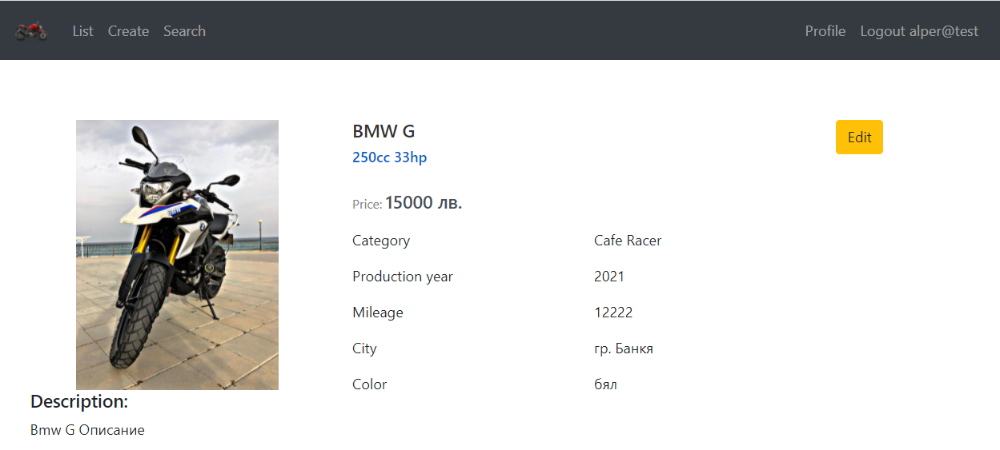 List Create Search Profile Logout alper@test
BMW G
Edit
250cc 33hp
Price: 15000 лв.
Category Cafe Racer
Production year 2021
Mileage 12222
City гр. Банкя
Color бял
Description:
Bmw G Описание